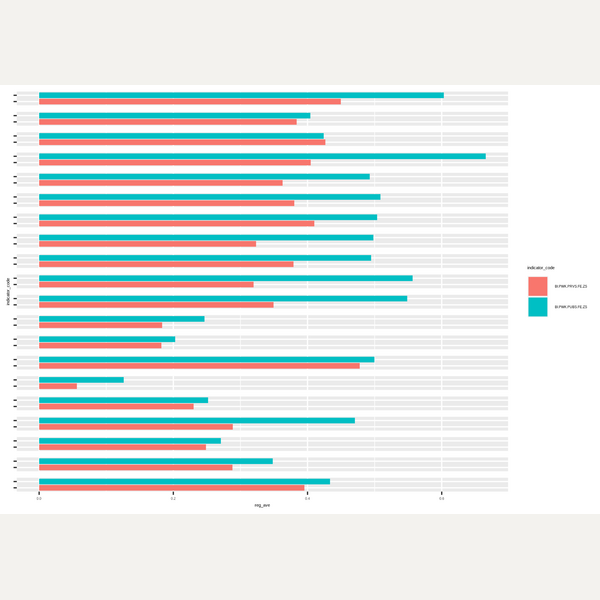 indicator_code
indicator_code
BI.PWK.PRVS.FE.ZS
BI.PWK.PUBS.FE.ZS
0.0
0.2
0.4
0.6
reg_ave